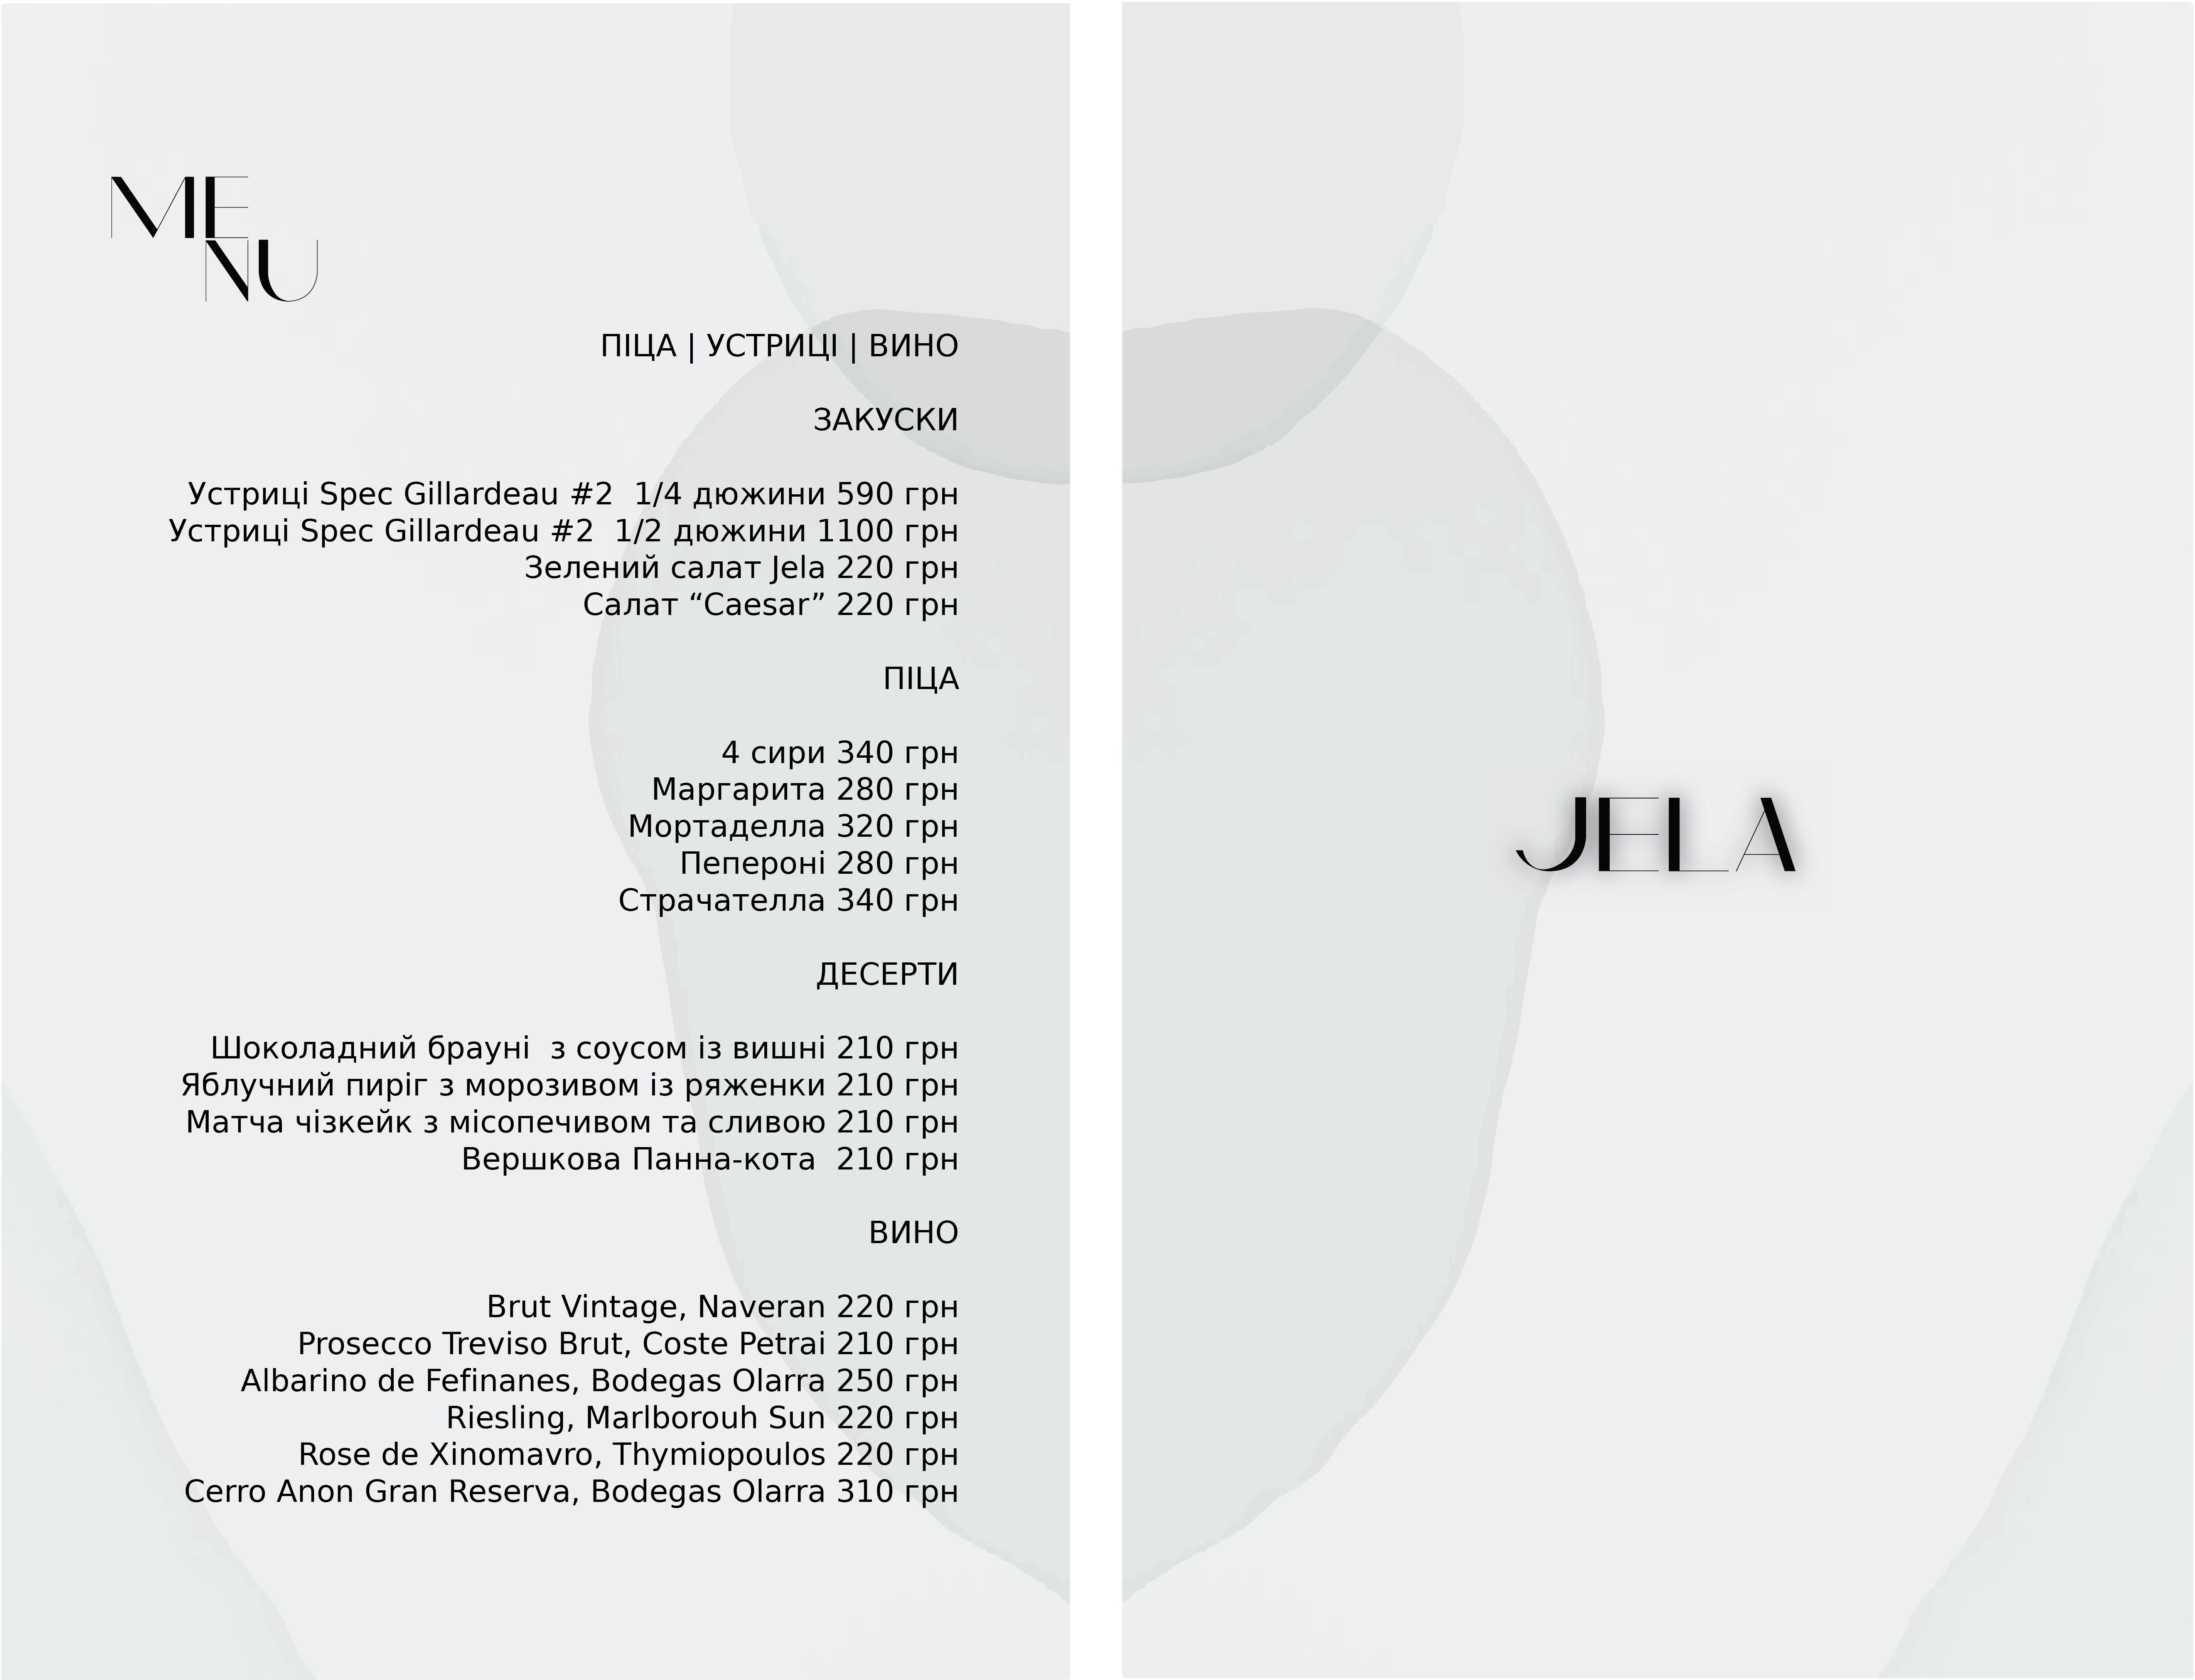 ME
NU
ПІЦА | УСТРИЦІ | ВИНО
ЗАКУСКИ
Устриці Spec Gillardeau #2  1/4 дюжини 590 грн
Устриці Spec Gillardeau #2  1/2 дюжини 1100 грн
Зелений салат Jela 220 грн
Салат “Caesar” 220 грн
ПІЦА
4 сири 340 грн
Маргарита 280 грн
Мортаделла 320 грн
Пепероні 280 грн
Страчателла 340 грн
ДЕСЕРТИ
Шоколадний брауні  з соусом із вишні 210 грн
Яблучний пиріг з морозивом із ряженки 210 грн
Матча чізкейк з місопечивом та сливою 210 грн
Вершкова Панна-кота  210 грн
ВИНО
Brut Vintage, Naveran 220 грн
Prosecco Treviso Brut, Coste Petrai 210 грн
Albarino de Fefinanes, Bodegas Olarra 250 грн
Riesling, Marlborouh Sun 220 грн
Rose de Xinomavro, Thymiopoulos 220 грн
Cerro Anon Gran Reserva, Bodegas Olarra 310 грн
JELA